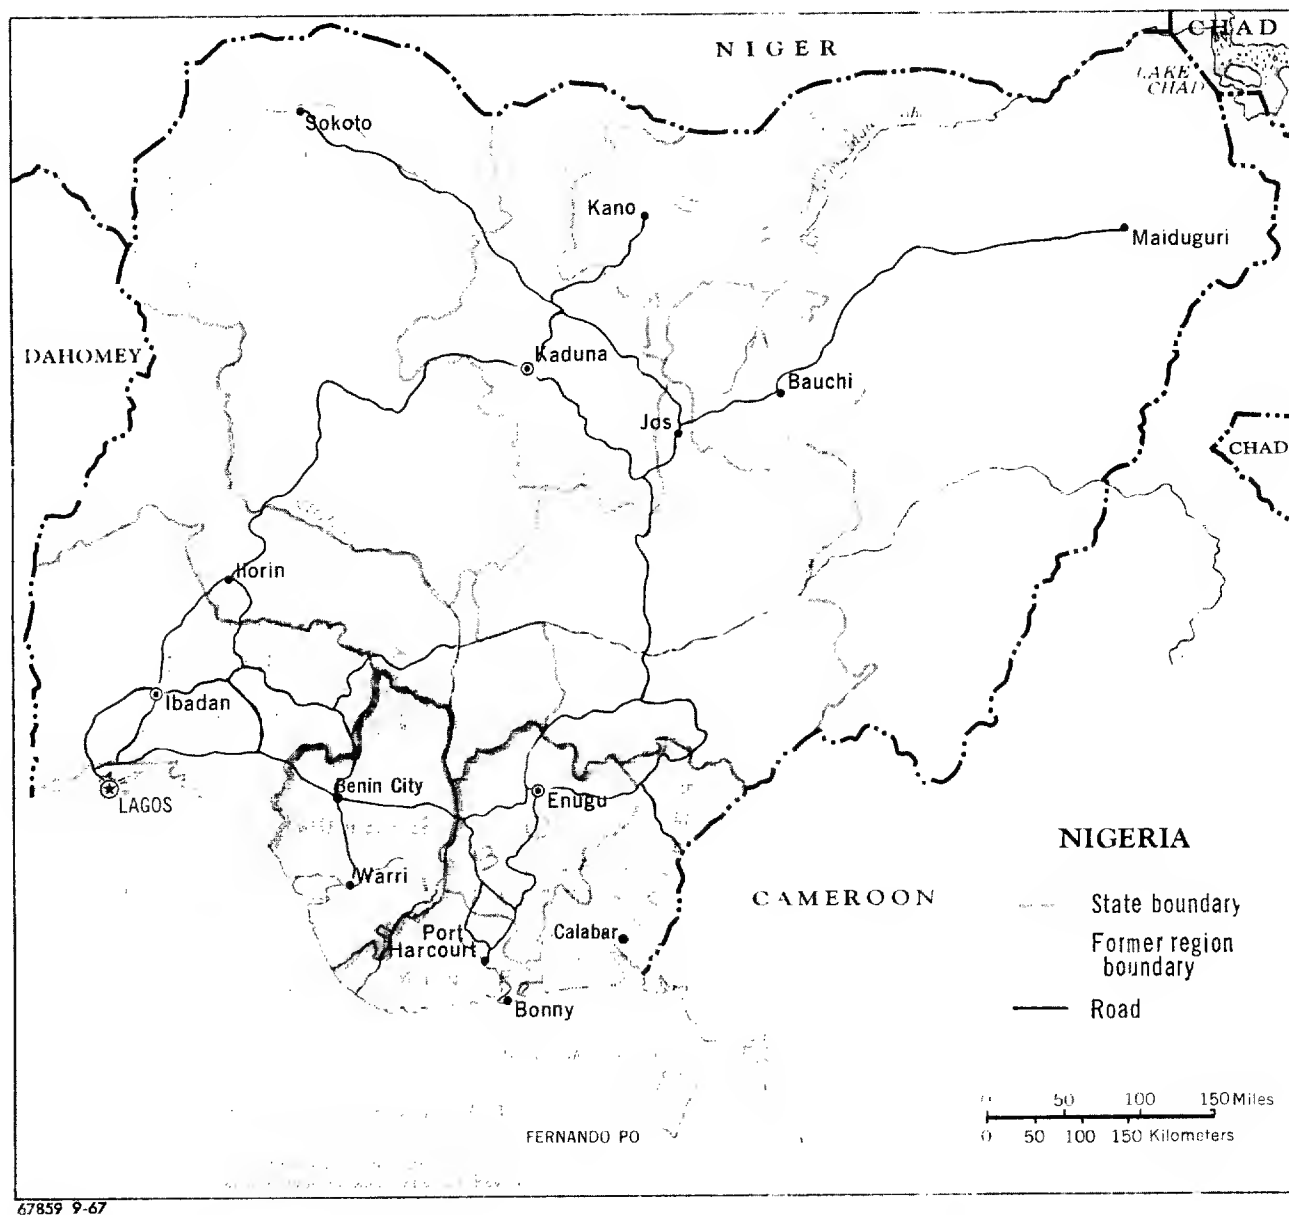 NIGER
CHAD
LAKE
CHAD
Sokoto
Kano
Maiduguri
DAHOMEY
Kaduna
Bauchi
Jos
CHAD
Ilorin
Ibadan
LAGOS
Benin City
Enugu
Warri
Port
Harcourt
Calabar
Bonny
CAMEROON
NIGERIA
State boundary
Former region
boundary
Road
50 100 150 Miles
0 50 100 150 Kilometers
FERNANDO PO
67859 9-67